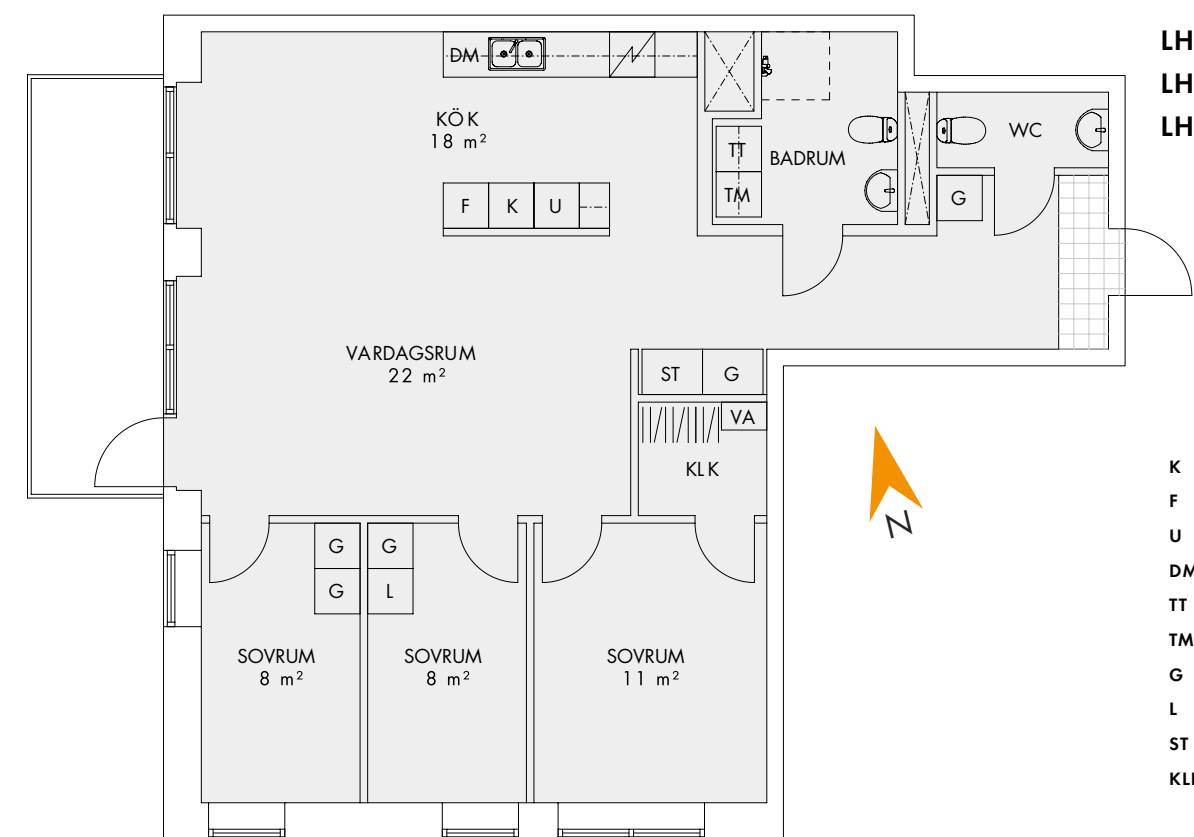 LH
LH
LH
DM
KÖK
18 m²
F K U
TT
TM
BADRUM
WC
G
VARDAGSRUM
22 m²
ST G
VA
KLK
G G
G L
SOVRUM
8 m²
SOVRUM
8 m²
SOVRUM
11 m²
N
K
F
U
DM
TT
TM
G
L
ST